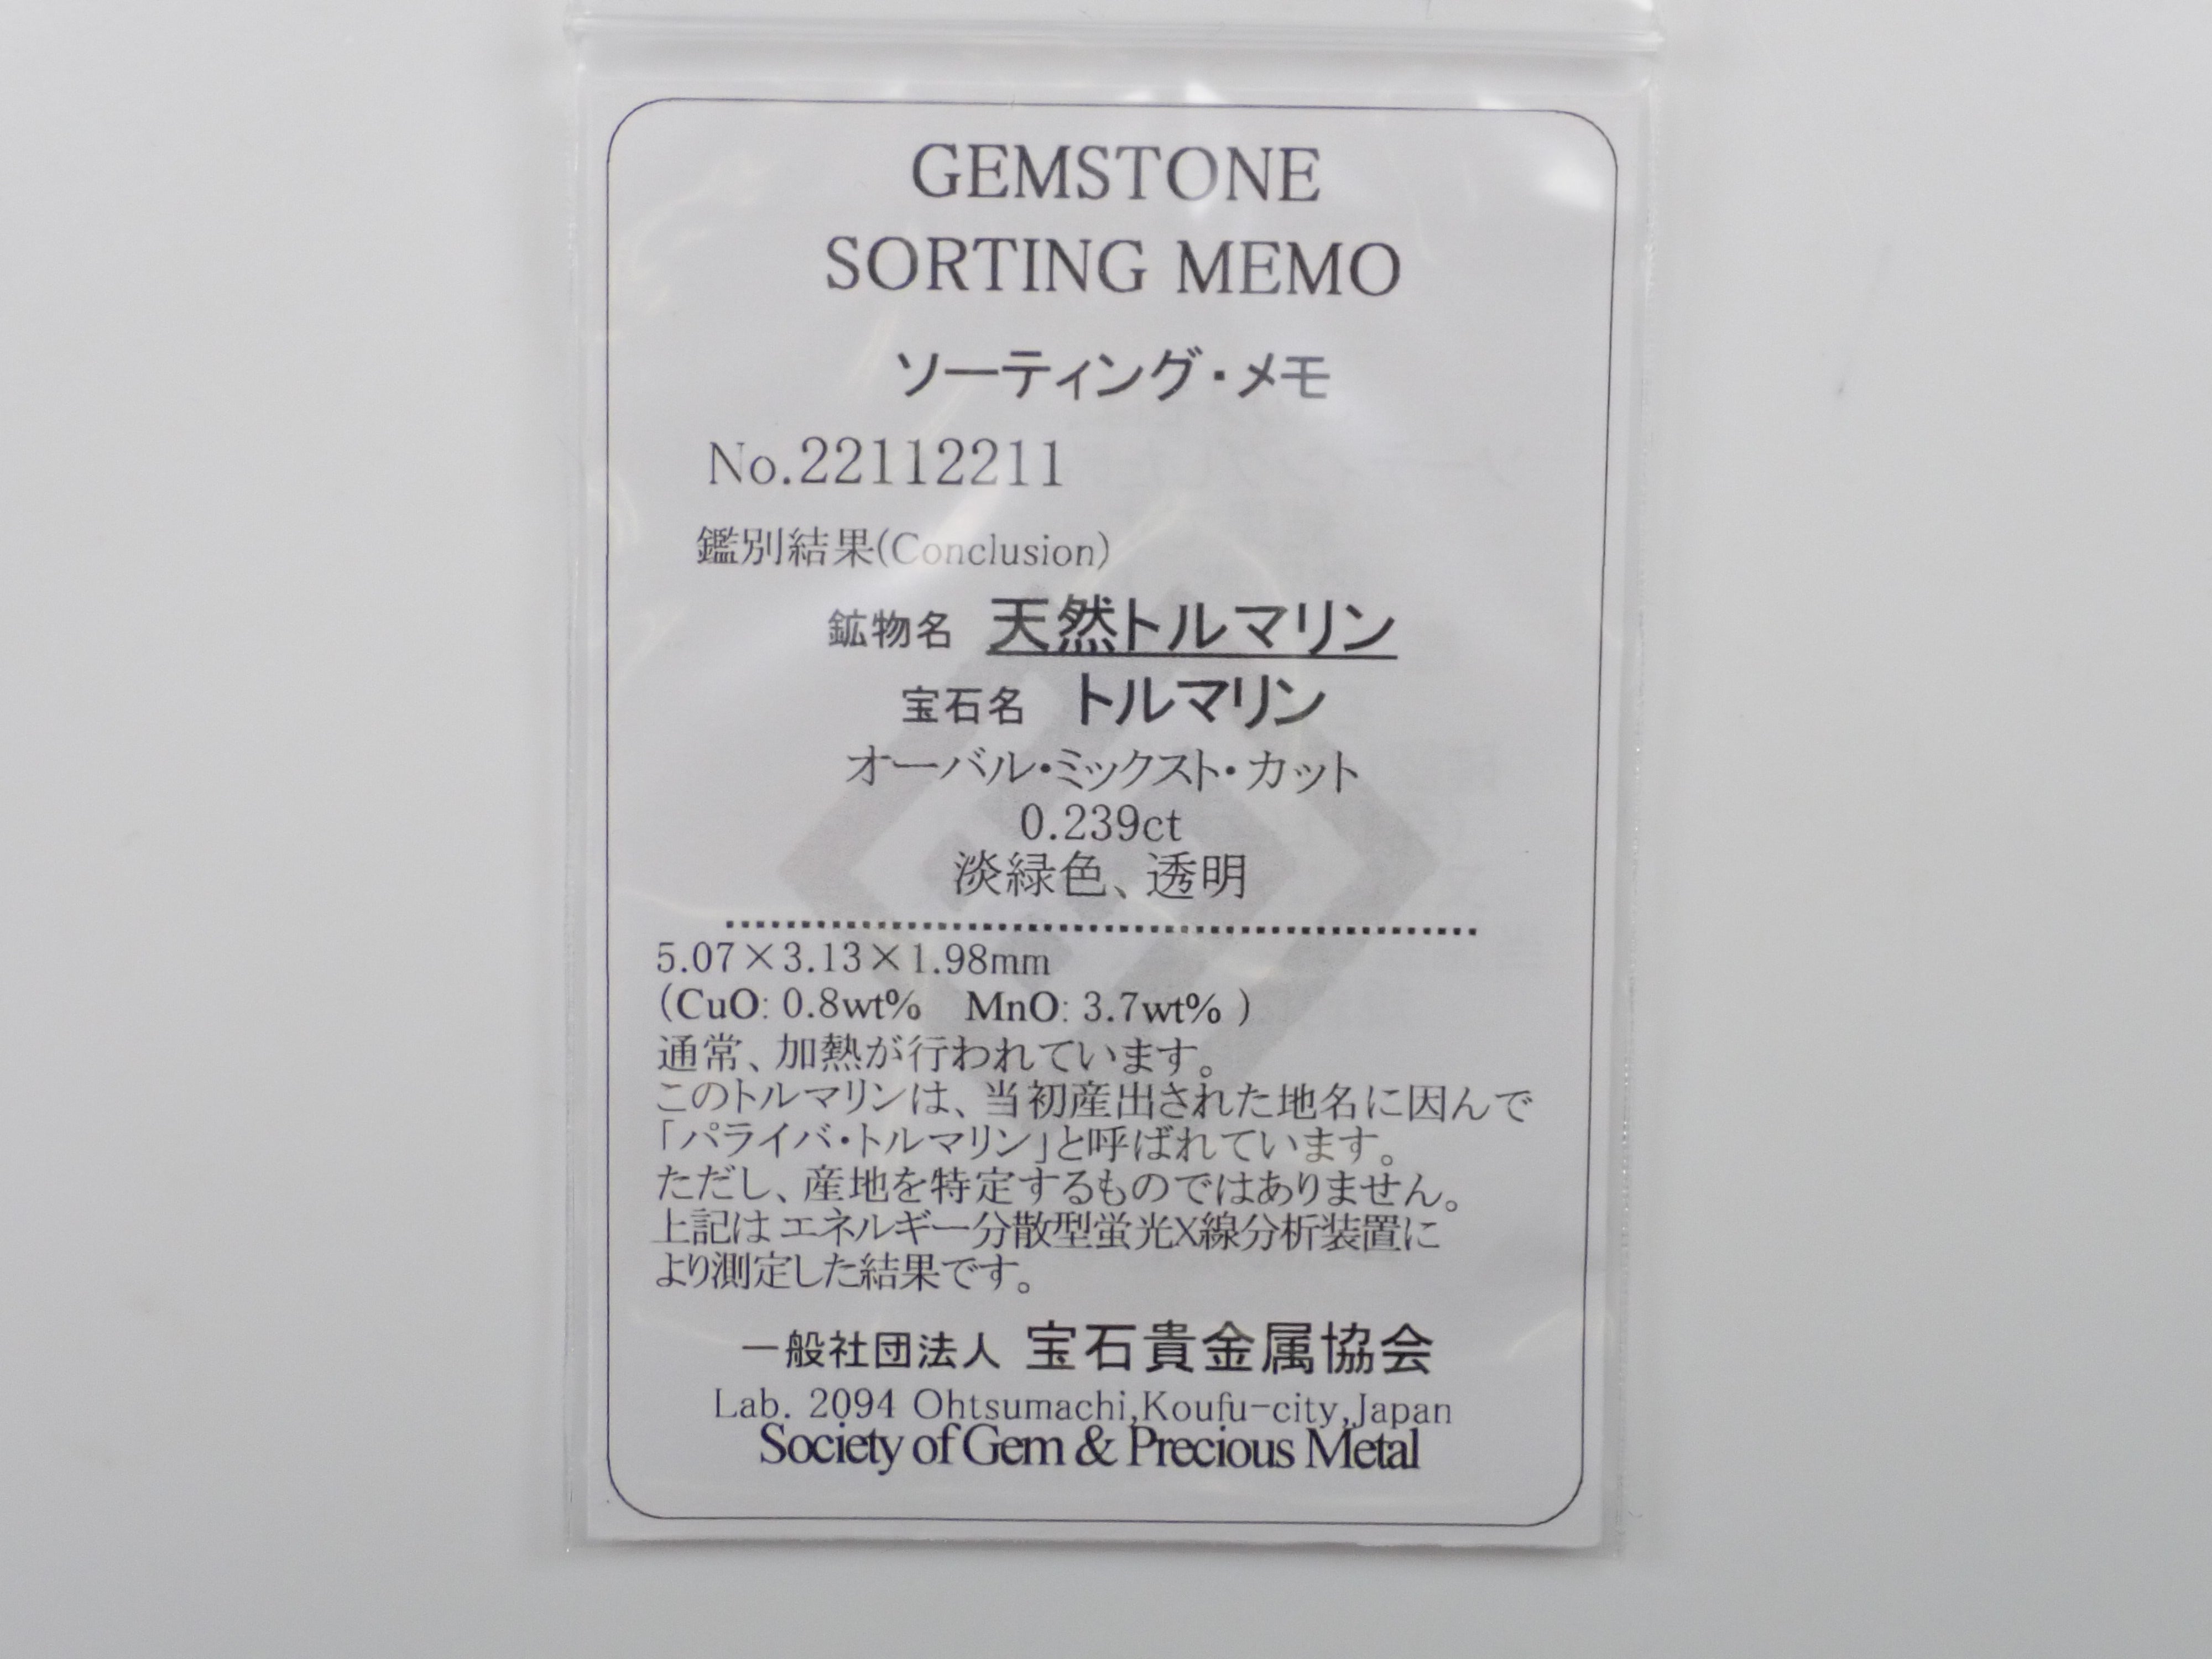 GEMSTONE
SORTING MEMO
ソーティング・メモ
No.22112211
鑑別結果(Conclusion)
鉱物名 天然トルマリン
宝石名 トルマリン
オーバル・ミックスト・カット
0.239ct
淡緑色、透明
5.07×3.13×1.98mm
(CuO: 0.8wt% MnO: 3.7wt% )
通常、加熱が行われています。
このトルマリンは、当初産出された地名に因んで
「パライバ・トルマリン」と呼ばれています。
ただし、産地を特定するものではありません。
上記は エネルギー分散型蛍光X線分析装置に
より測定した結果です。
一般社団法人 宝石貴金属協会
Lab. 2094 Ohtsumachi,Koufu-city,Japan
Society of Gem & Precious Metal